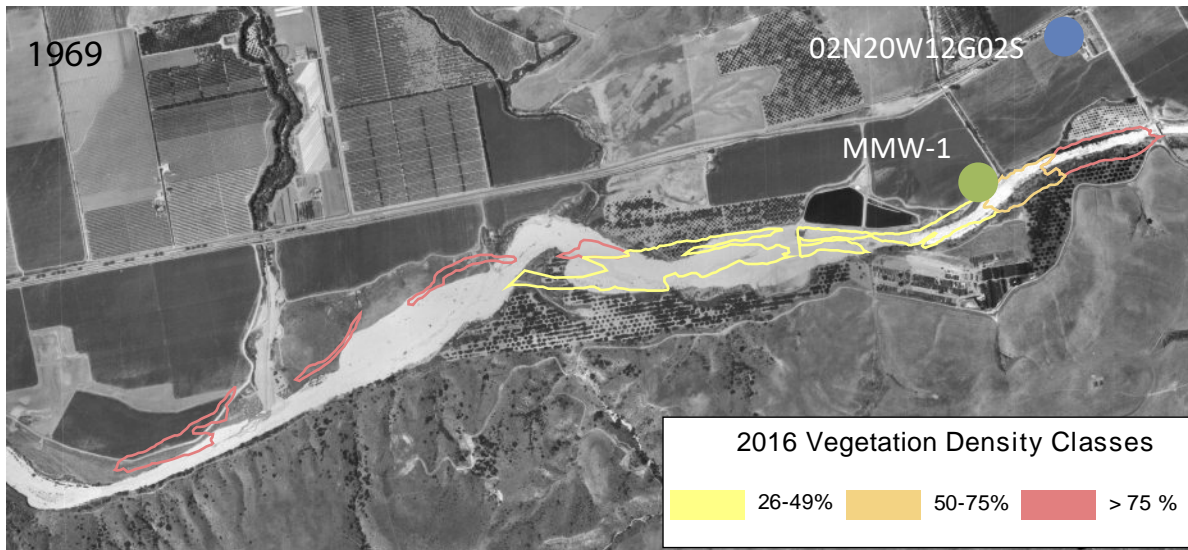 1969
02N20W12G02S
MMW-1
2016 Vegetation Density Classes
26-49%
50-75%
> 75 %